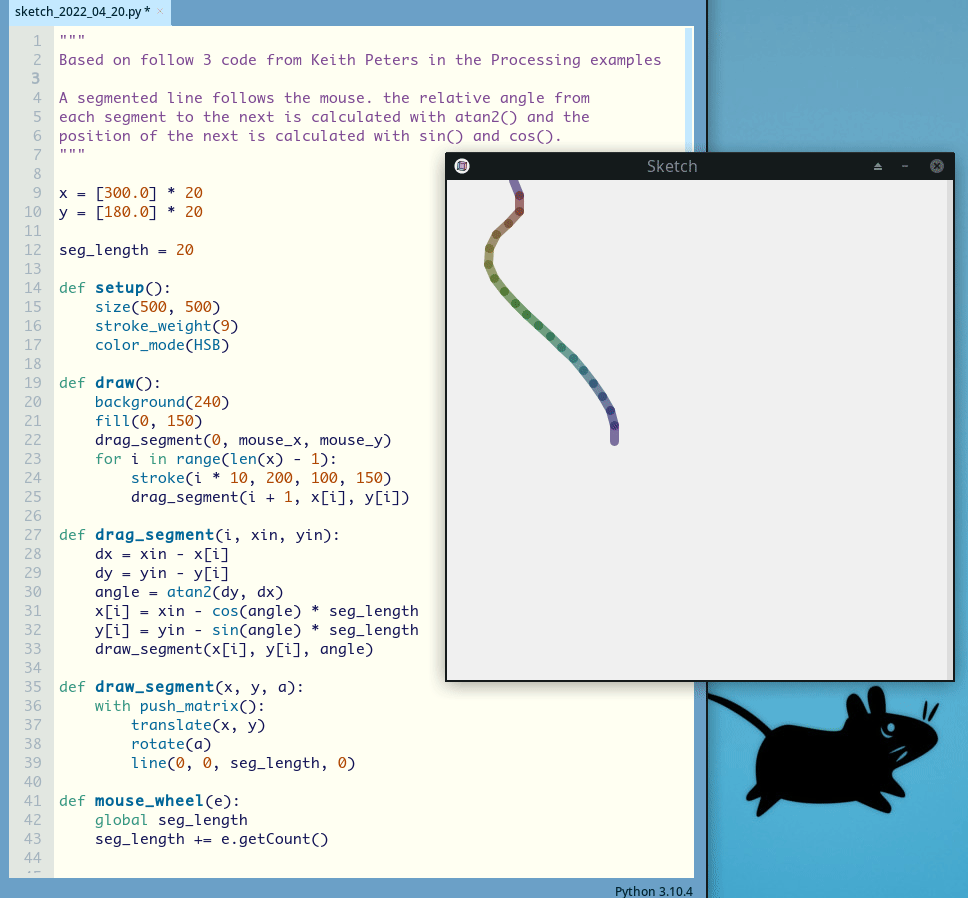 sketch_2022_04_20.py * ×
1 """
2 Based on follow 3 code from Keith Peters in the Processing examples
3
4 A segmented line follows the mouse. the relative angle from
5 each segment to the next is calculated with atan2() and the
6 position of the next is calculated with sin() and cos().
7 """
8
9 x = [300.0] * 20
10 y = [180.0] * 20
11
12 seg_length = 20
13
14 def setup():
15     size(500, 500)
16     stroke_weight(9)
17     color_mode(HSB)
18
19 def draw():
20     background(240)
21     fill(0, 150)
22     drag_segment(0, mouse_x, mouse_y)
23     for i in range(len(x) - 1):
24         stroke(i * 10, 200, 100, 150)
25         drag_segment(i + 1, x[i], y[i])
26
27 def drag_segment(i, xin, yin):
28     dx = xin - x[i]
29     dy = yin - y[i]
30     angle = atan2(dy, dx)
31     x[i] = xin - cos(angle) * seg_length
32     y[i] = yin - sin(angle) * seg_length
33     draw_segment(x[i], y[i], angle)
34
35 def draw_segment(x, y, a):
36     with push_matrix():
37         translate(x, y)
38         rotate(a)
39         line(0, 0, seg_length, 0)
40
41 def mouse_wheel(e):
42     global seg_length
43     seg_length += e.getCount()
44
Sketch
Python 3.10.4